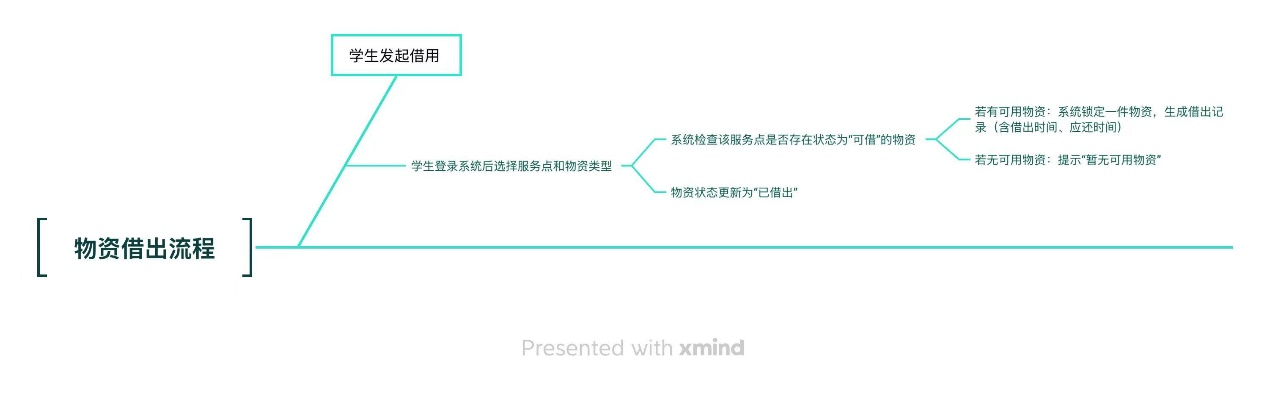 学生发起借用
若有可用物资：系统锁定一件物资，生成借出记
录（含借出时间、应还时间）
系统检查该服务点是否存在状态为“可借”的物资
若无可用物资：提示“暂无可用物资”
学生登录系统后选择服务点和物资类型
物资状态更新为“已借出”
物资借出流程
Presented with xmind